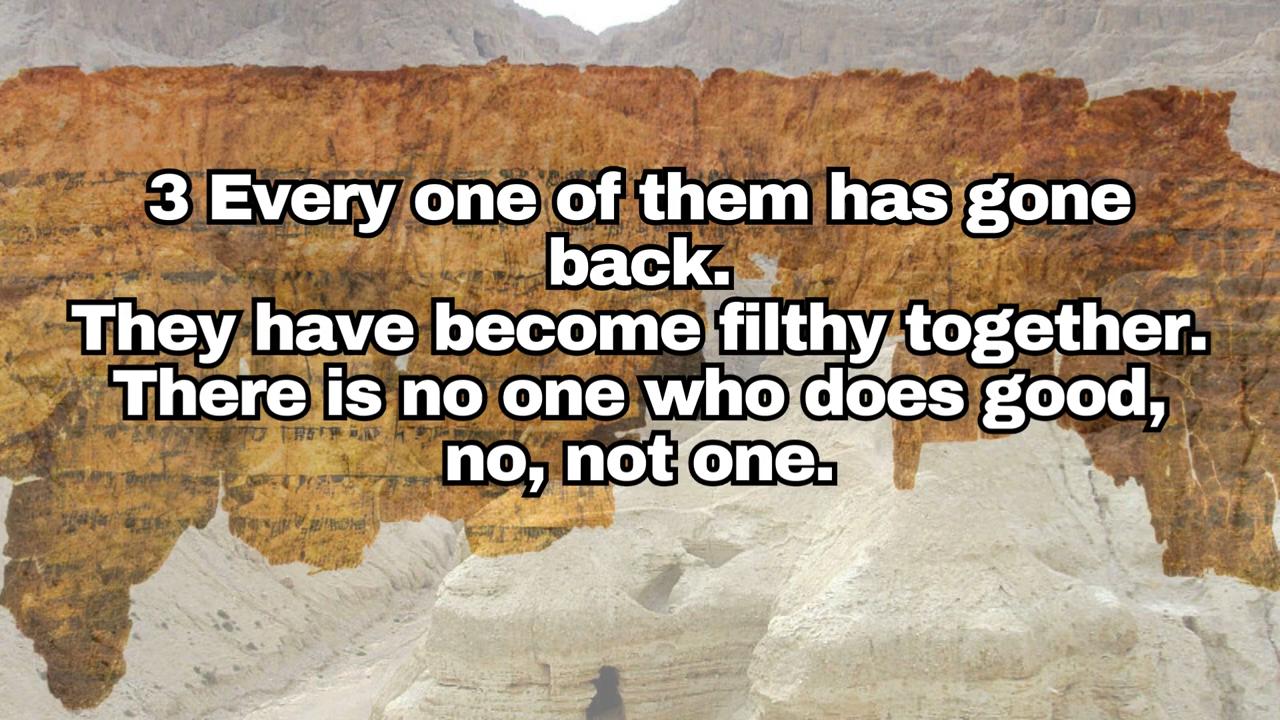 3 Every one of them has gone
back.
They have become filthy together.
There is no one who does good,
no, not one.